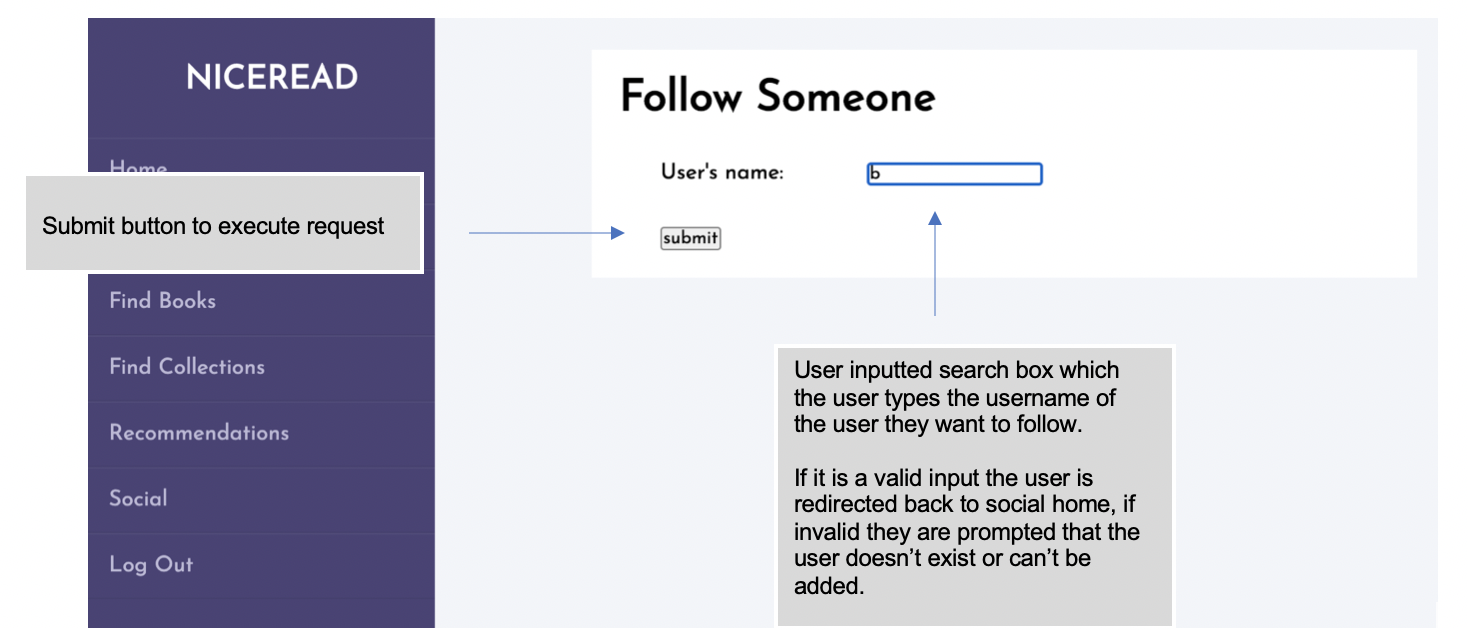 NICEREAD
Home
Submit button to execute request
Find Books
Find Collections
Recommendations
Social
Log Out
Follow Someone
User's name:
b
submit
User inputted search box which
the user types the username of
the user they want to follow.
If it is a valid input the user is
redirected back to social home, if
invalid they are prompted that the
user doesn’t exist or can’t be
added.